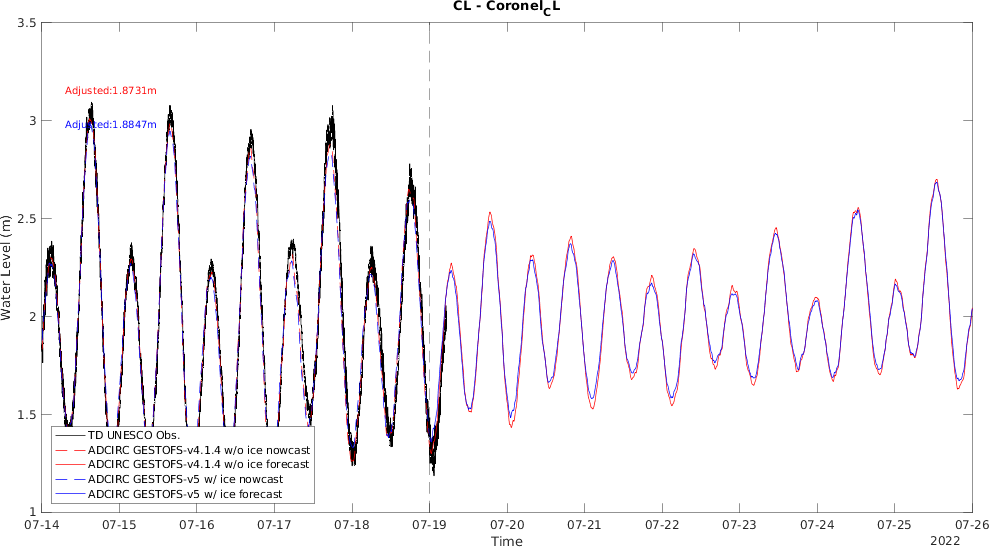 CL - Coronel_CL
3.5
3
2.5
2
1.5
1
Water Level (m)
Adjusted:1.8731m
Adjusted:1.8847m
TD UNESCO Obs.
ADCIRC GESTOFS-v4.1.4 w/o ice nowcast
ADCIRC GESTOFS-v4.1.4 w/o ice forecast
ADCIRC GESTOFS-v5 w/ ice nowcast
ADCIRC GESTOFS-v5 w/ ice forecast
07-14 07-15 07-16 07-17 07-18 07-19 07-20 07-21 07-22 07-23 07-24 07-25 07-26
Time
2022